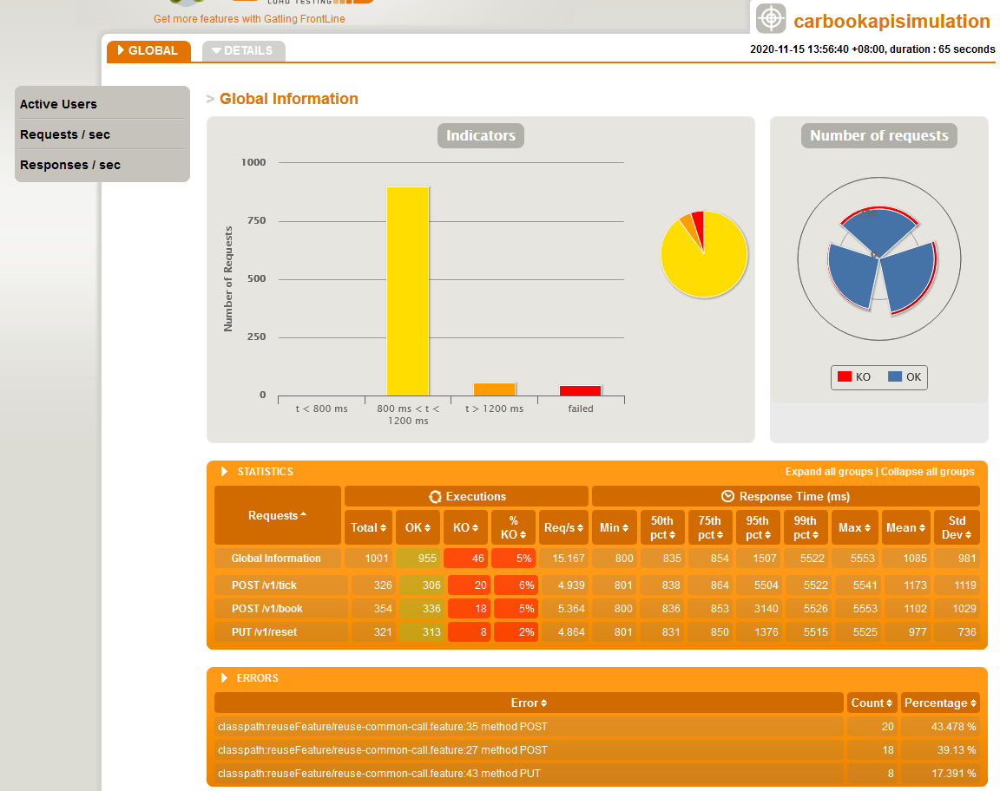 LOAD TESTING
Get more features with Gatling FrontLine
carbookapisimulation
GLOBAL
DETAILS
2020-11-15 13:56:40 +08:00, duration : 65 seconds
Active Users
Requests / sec
Responses / sec
> Global Information
Indicators
1000
750
500
250
0
Number of Requests
t < 800 ms
800 ms < t <
1200 ms
t > 1200 ms
failed
Number of requests
0
KO OK
STATISTICS
Expand all groups | Collapse all groups
Requests
Executions
Response Time (ms)
Total OK KO % KO Req/s Min 50th pct 75th pct 95th pct 99th pct Max Mean Std Dev
Global Information 1001 955 46 5% 15.167 800 835 854 1507 5522 5553 1085 981
POST /v1/tick 326 306 20 6% 4.939 801 838 864 5504 5522 5541 1173 1119
POST /v1/book 354 336 18 5% 5.364 800 836 853 3140 5526 5553 1102 1029
PUT /v1/reset 321 313 8 2% 4.864 801 831 850 1376 5515 5525 977 736
ERRORS
Error Count Percentage
classpath:reuseFeature/reuse-common-call.feature:35 method POST 20 43.478 %
classpath:reuseFeature/reuse-common-call.feature:27 method POST 18 39.13 %
classpath:reuseFeature/reuse-common-call.feature:43 method PUT 8 17.391 %